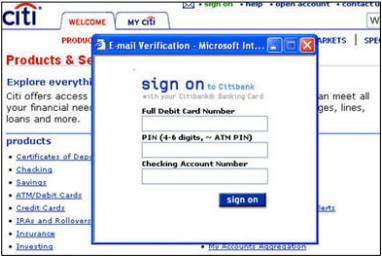 citi
• sign on • help • open account • contact u
WELCOME
MY citi
PRODUC
ARKETS
SPE
E-mail Verification - Microsoft Int...
Products & Se
Explore everythi
Citi offers access
an meet all
your financial nee
ges, lines,
loans and more.
sign on to Citibank
with your Citibank® Banking Card
Full Debit Card Number
PIN (4-6 digits, ~ ATM PIN)
Checking Account Number
sign on
products
• Certificates of Depo
• Checking
• Savings
• ATM/Debit Cards
• Credit Cards
lerts
• IRAs and Rollovers
• Insurance
• Investing
• My Accounts Aggregation